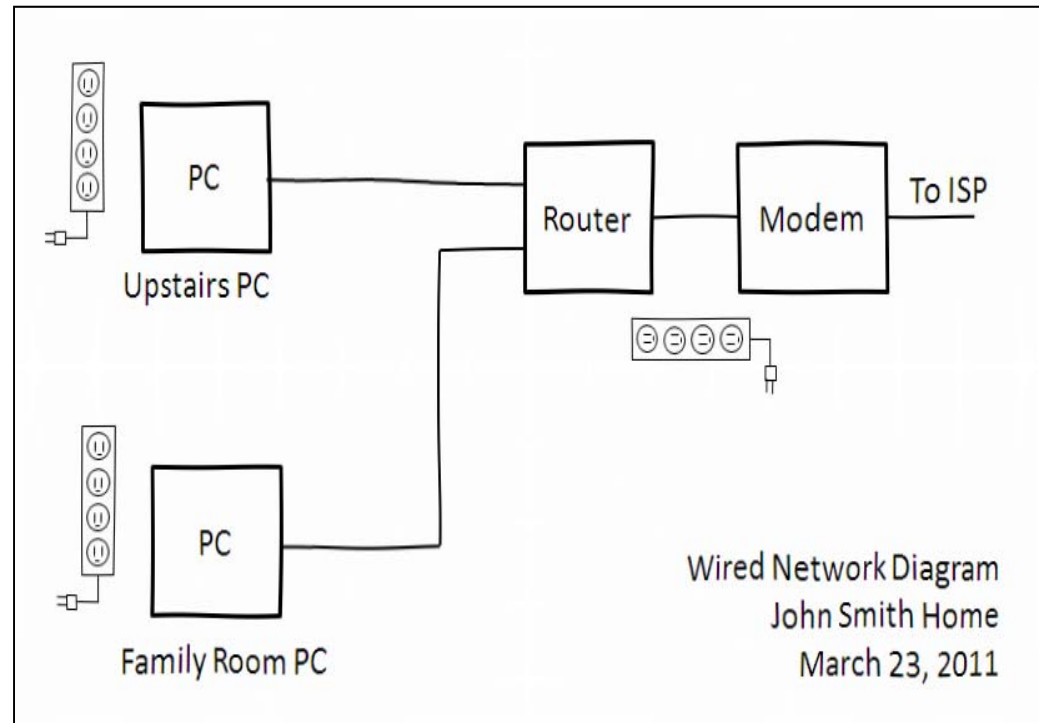 PC
Upstairs PC
Router
Modem
To ISP
PC
Family Room PC
Wired Network Diagram
John Smith Home
March 23, 2011